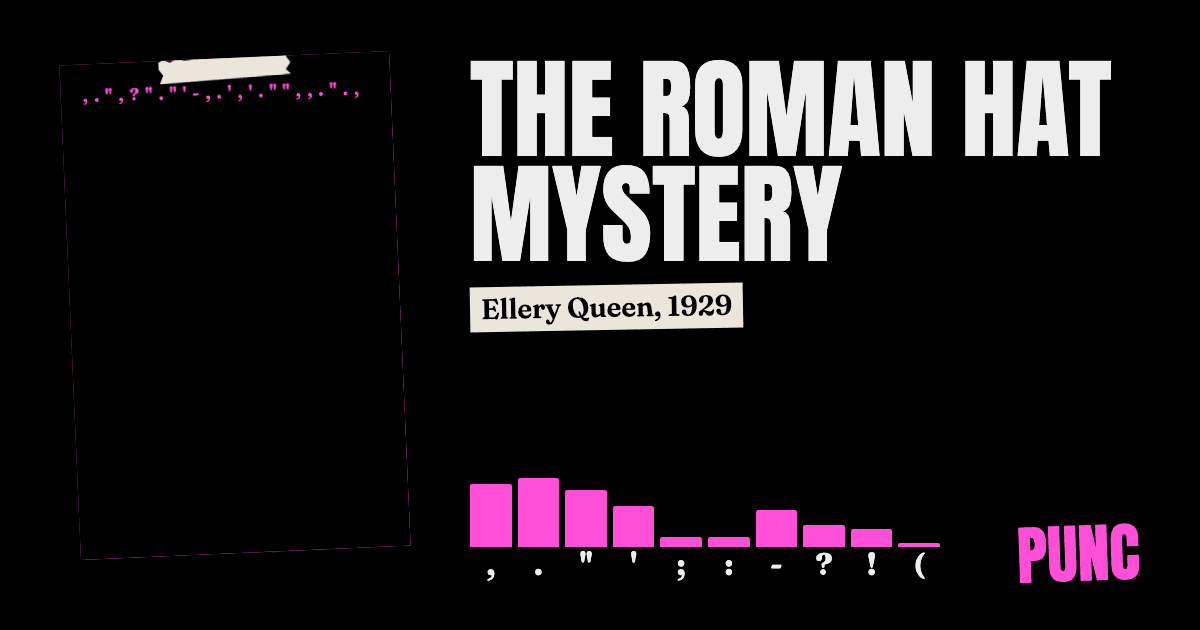 ,.",?"."'-,.','."",,.".,
THE ROMAN HAT
MYSTERY
Ellery Queen, 1929
, . " ' ; : - ? ! (
PUNC